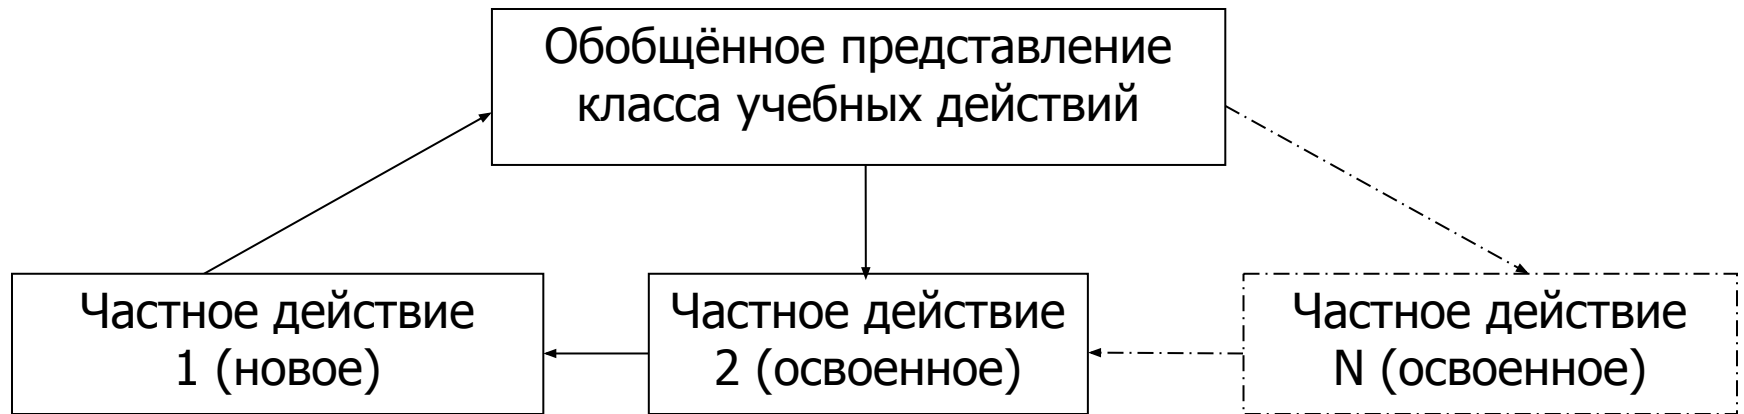 Обобщённое представление
класса учебных действий
Частное действие
1 (новое)
Частное действие
2 (освоенное)
Частное действие
N (освоенное)